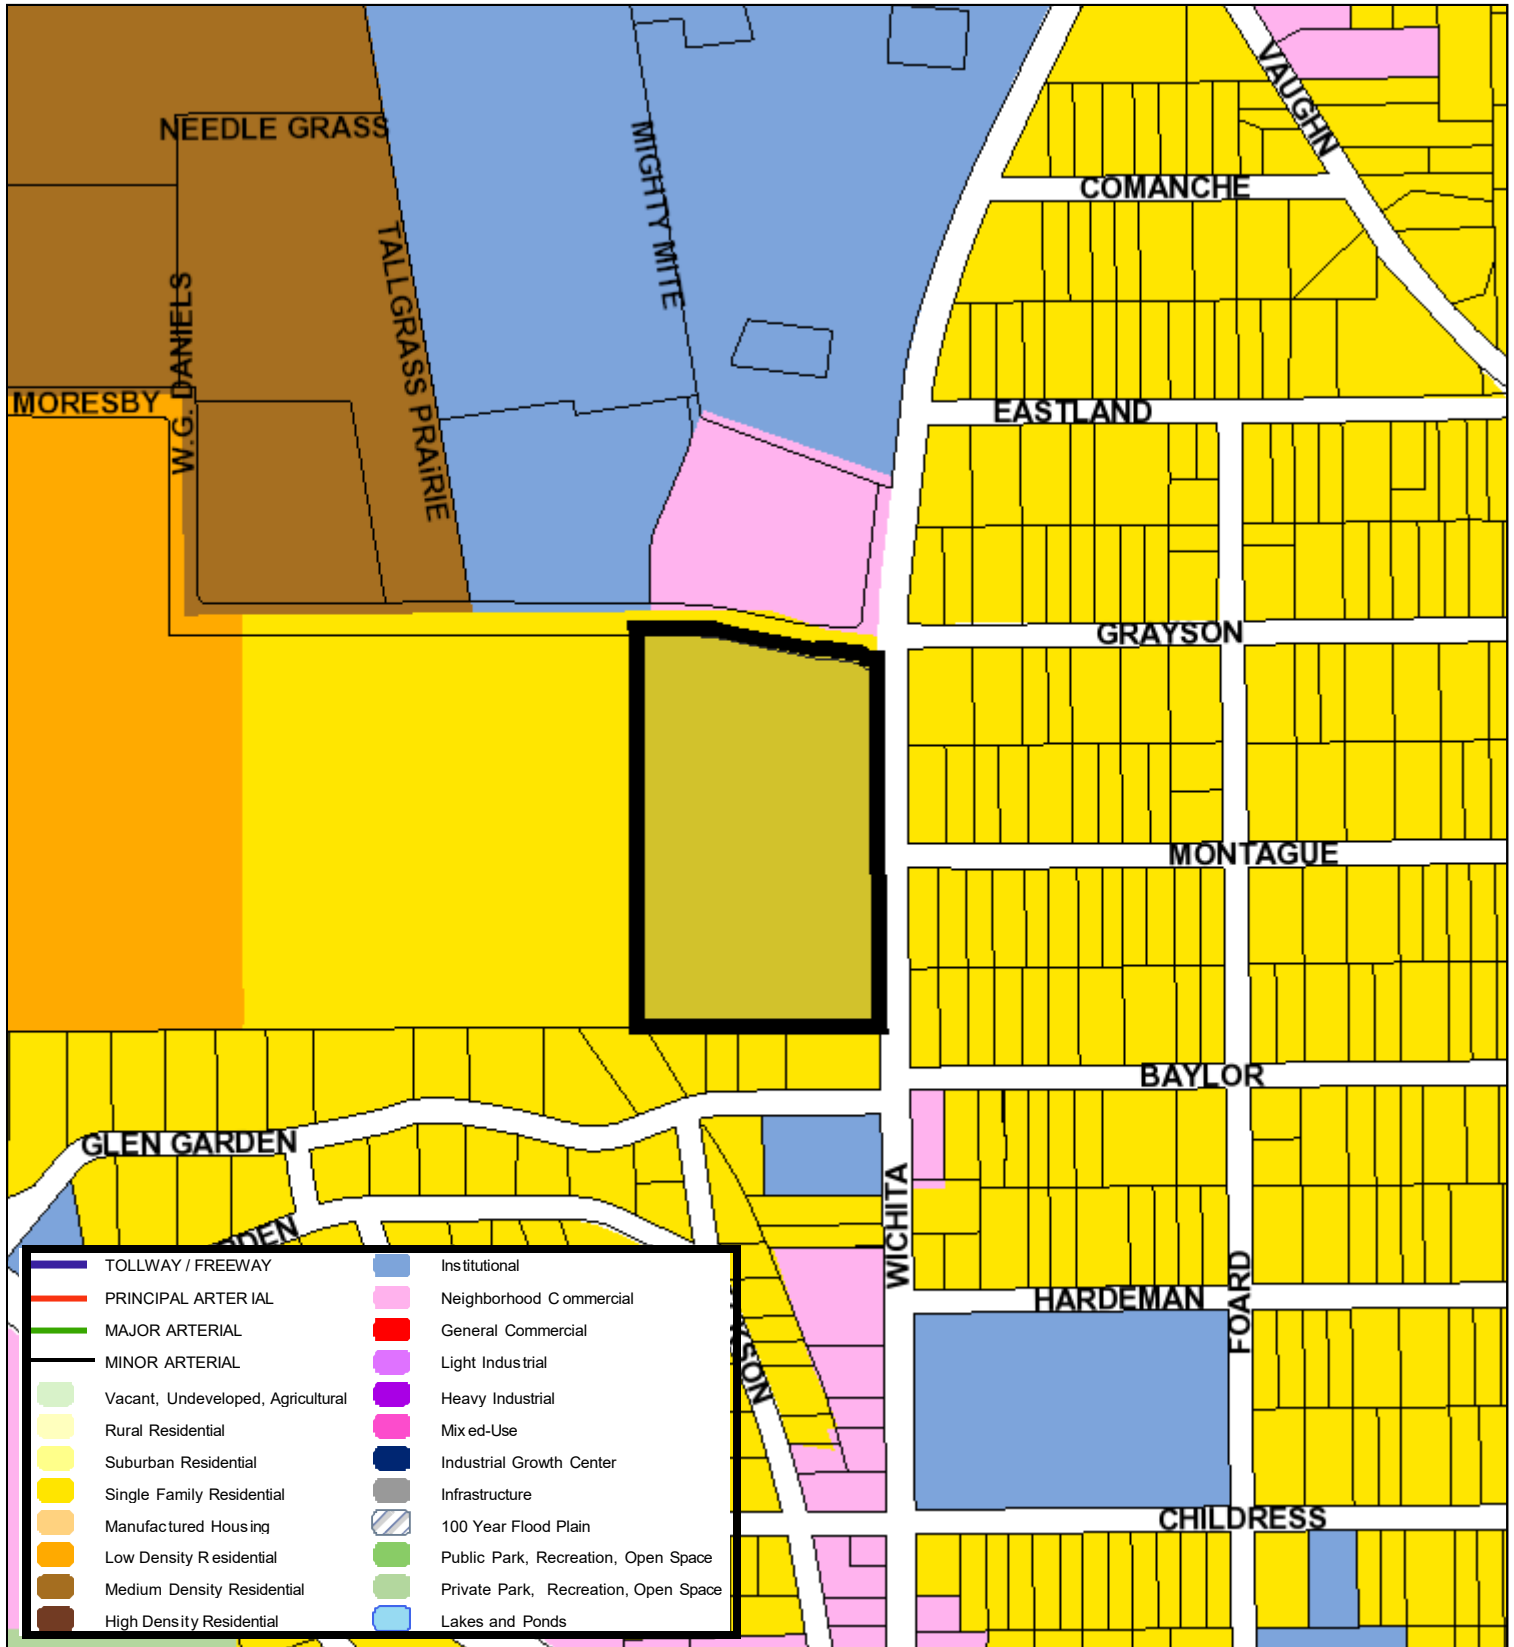 VAUGHN
NEEDLE GRASS
MIGHTY MITE
COMANCHE
TALLGRASS PRAiRIE
W.G. DANIELS
MORESBY
EASTLAND
GRAYSON
MONTAGUE
BAYLOR
GLEN GARDEN
WICHITA
RDEN
HARDEMAN
FOARD
SON
CHILDRESS
TOLLWAY / FREEWAY
PRINCIPAL ARTERIAL
MAJOR ARTERIAL
MINOR ARTERIAL
Vacant, Undeveloped, Agricultural
Rural Residential
Suburban Residential
Single Family Residential
Manufactured Housing
Low Density Residential
Medium Density Residential
High Density Residential
Institutional
Neighborhood Commercial
General Commercial
Light Industrial
Heavy Industrial
Mixed-Use
Industrial Growth Center
Infrastructure
100 Year Flood Plain
Public Park, Recreation, Open Space
Private Park, Recreation, Open Space
Lakes and Ponds